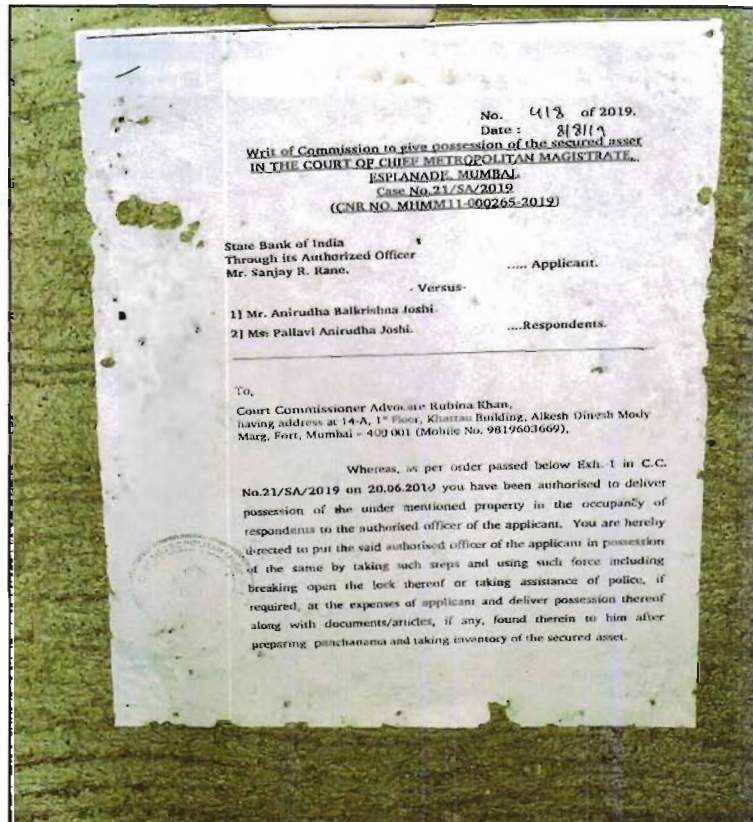 No. 418 of 2019.
Date : 8/8/19
Writ of Commission to give possession of the secured asset
IN THE COURT OF CHIEF METROPOLITAN MAGISTRATE,
ESPLANADE, MUMBAI.
Case No.21/SA/2019
(CNR NO. MHMM11-000265-2019)
State Bank of India
Through its Authorized Officer
Mr. Sanjay R. Rane. ..... Applicant.
- Versus-
1] Mr. Anirudha Balkrishna Joshi
2] Ms. Pallavi Anirudha Joshi. ....Respondents.
To,
Court Commissioner Advocate Rubina Khan,
having address at 14-A, 1st Floor, Khattau Building, Alkesh Dinesh Mody
Marg, Fort, Mumbai – 400 001 (Mobile No. 9819603669),
Whereas, as per order passed below Exh. 1 in C.C.
No.21/SA/2019 on 20.06.2019 you have been authorised to deliver
possession of the under mentioned property in the occupancy of
respondents to the authorised officer of the applicant. You are hereby
directed to put the said authorised officer of the applicant in possession
of the same by taking such steps and using such force including
breaking open the lock thereof or taking assistance of police, if
required, at the expenses of applicant and deliver possession thereof
along with documents/articles, if any, found therein to him after
preparing panchanama and taking inventory of the secured asset.